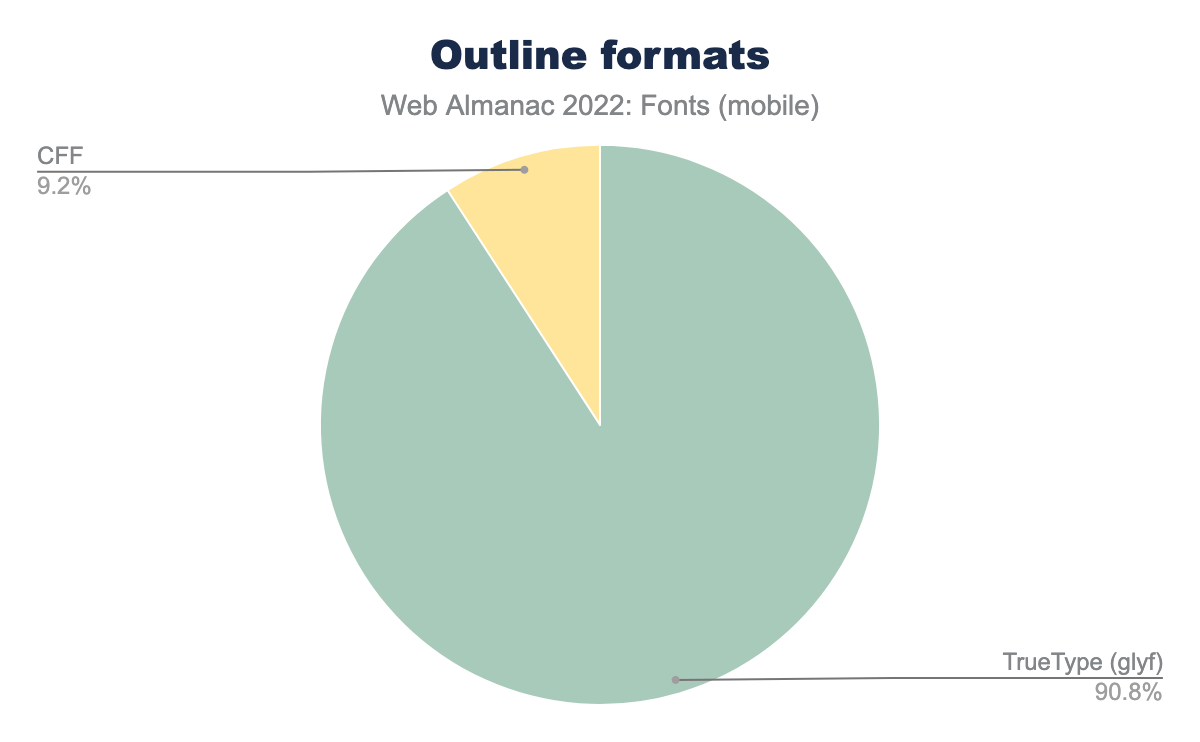 Outline formats
Web Almanac 2022: Fonts (mobile)
CFF
9.2%
TrueType (glyf)
90.8%